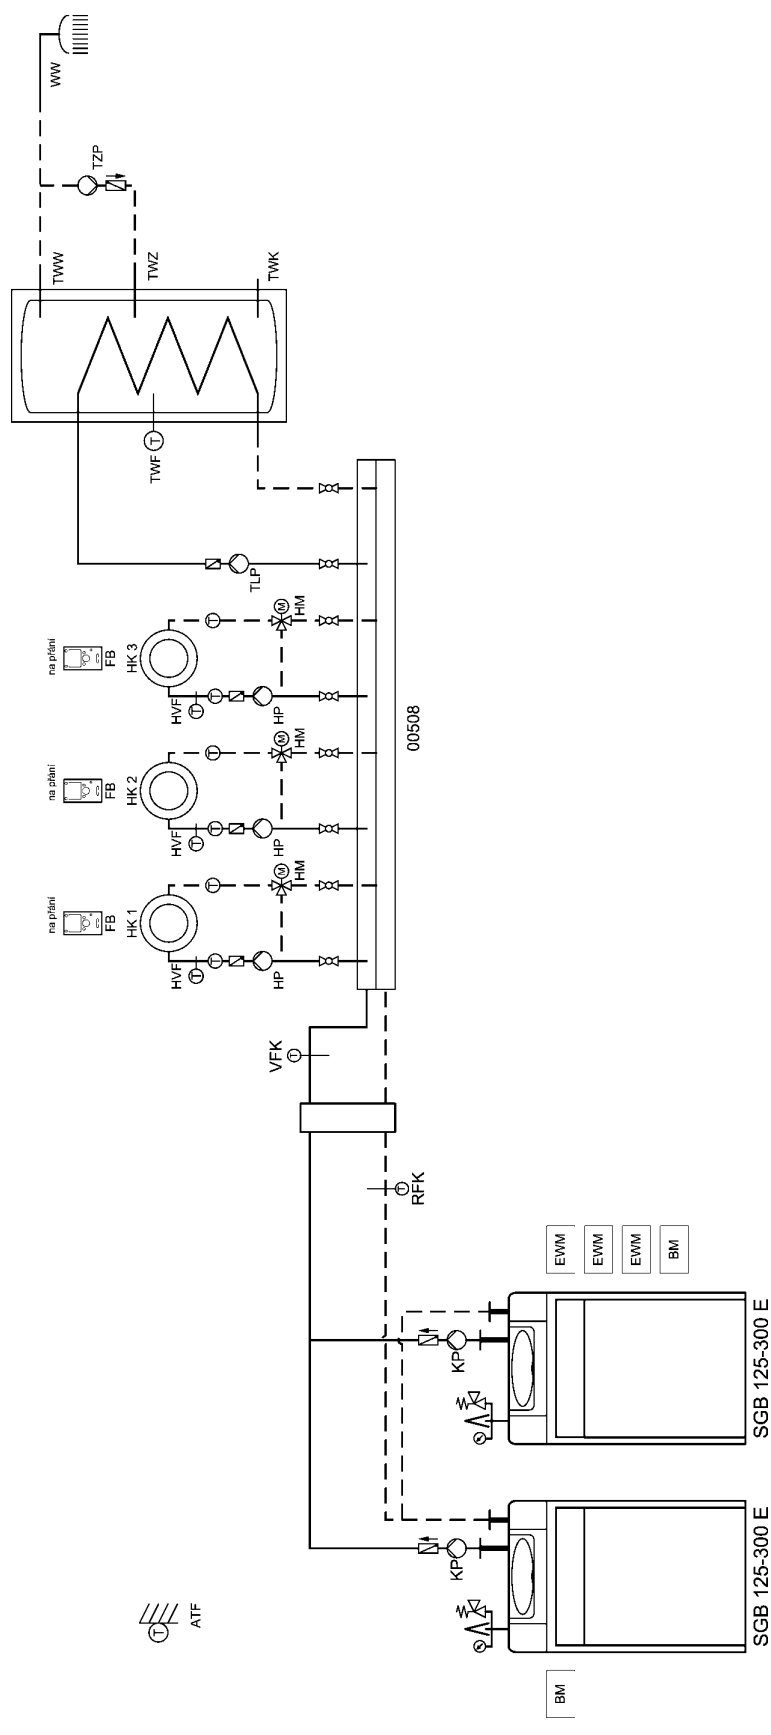 WW
TZP
TWW
TWZ
TWK
TWF
T
TLP
na přání
FB
HK 3
HVF
T
T
T
HP
M
HM
na přání
FB
HK 2
HVF
T
T
T
HP
M
HM
na přání
FB
HK 1
HVF
T
T
T
HP
M
HM
00508
VFK
T
RFK
T
EWM
EWM
EWM
BM
KP
SGB 125-300 E
KP
SGB 125-300 E
BM
ATF
T